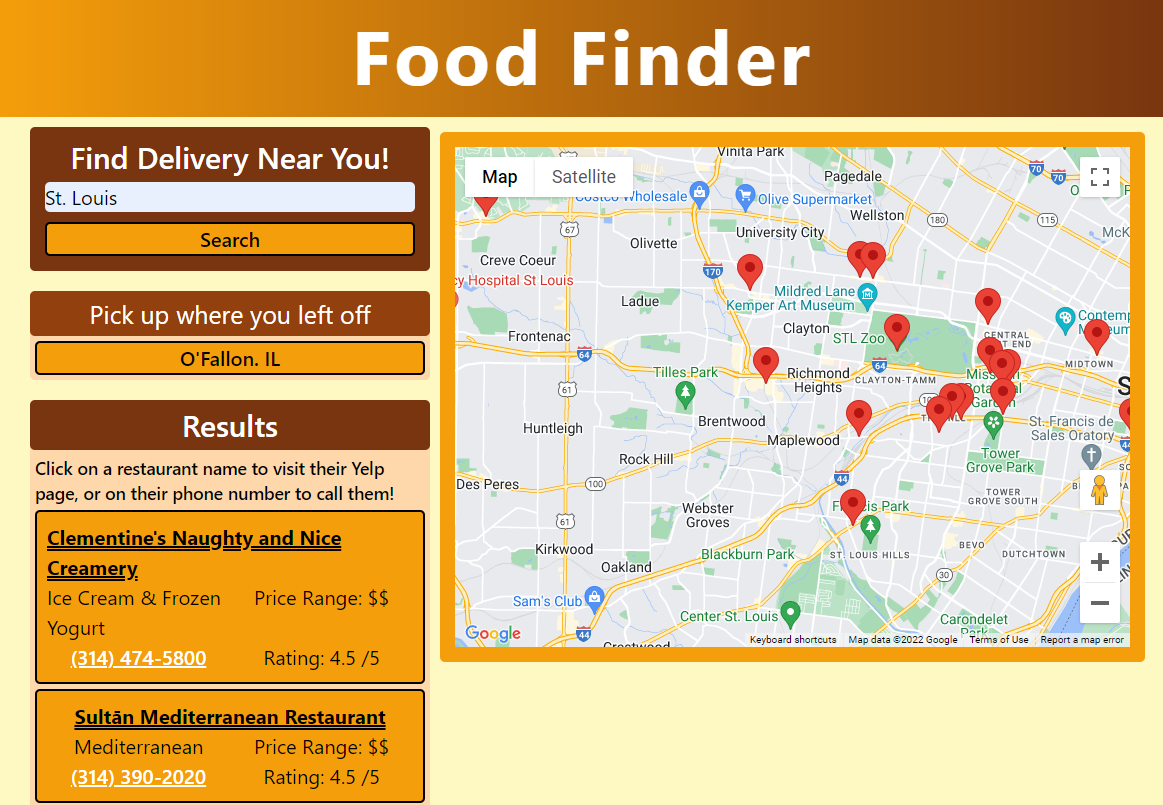 Food Finder
Find Delivery Near You!
St. Louis
Search
Pick up where you left off
O'Fallon. IL
Results
Click on a restaurant name to visit their Yelp
page, or on their phone number to call them!
Clementine's Naughty and Nice
Creamery
Ice Cream & Frozen
Yogurt
Price Range: $$
(314) 474-5800
Rating: 4.5 /5
Sultān Mediterranean Restaurant
Mediterranean
Price Range: $$
(314) 390-2020
Rating: 4.5 /5
Map
Satellite
Vinita Park
Pagedale
70
70
Costco Wholesale
Olive Supermarket
Wellston
180
115
67
Olivette
University City
McK
Creve Coeur
170
cy Hospital St Louis
Ladue
Mildred Lane
Kemper Art Museum
Contemp
Museum
Frontenac
Clayton
STL Zoo
CENTRAL
64
64
MIDTOWN
Tilles Park
Richmond
Heights
CLAYTON-TAMM
Garden
61
Huntleigh
Brentwood
Maplewood
St. Francis de
Sales Oratory
44
Rock Hill
Tower
Grove Park
Des Peres
100
44
TOWER
GROVE SOUTH
61
Webster
Groves
Kirkwood
Blackburn Park
ST. LOUIS HILLS
BEVO
DUTCHTOWN
Oakland
30
Sam's Club
Center St. Louis
Carondelet
Park
Google
44
Crestwood
Keyboard shortcuts
Map data ©2022 Google
Terms of Use
Report a map error